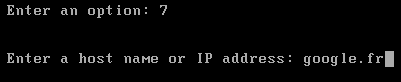 Enter an option: 7
Enter a host name or IP address: google.fr